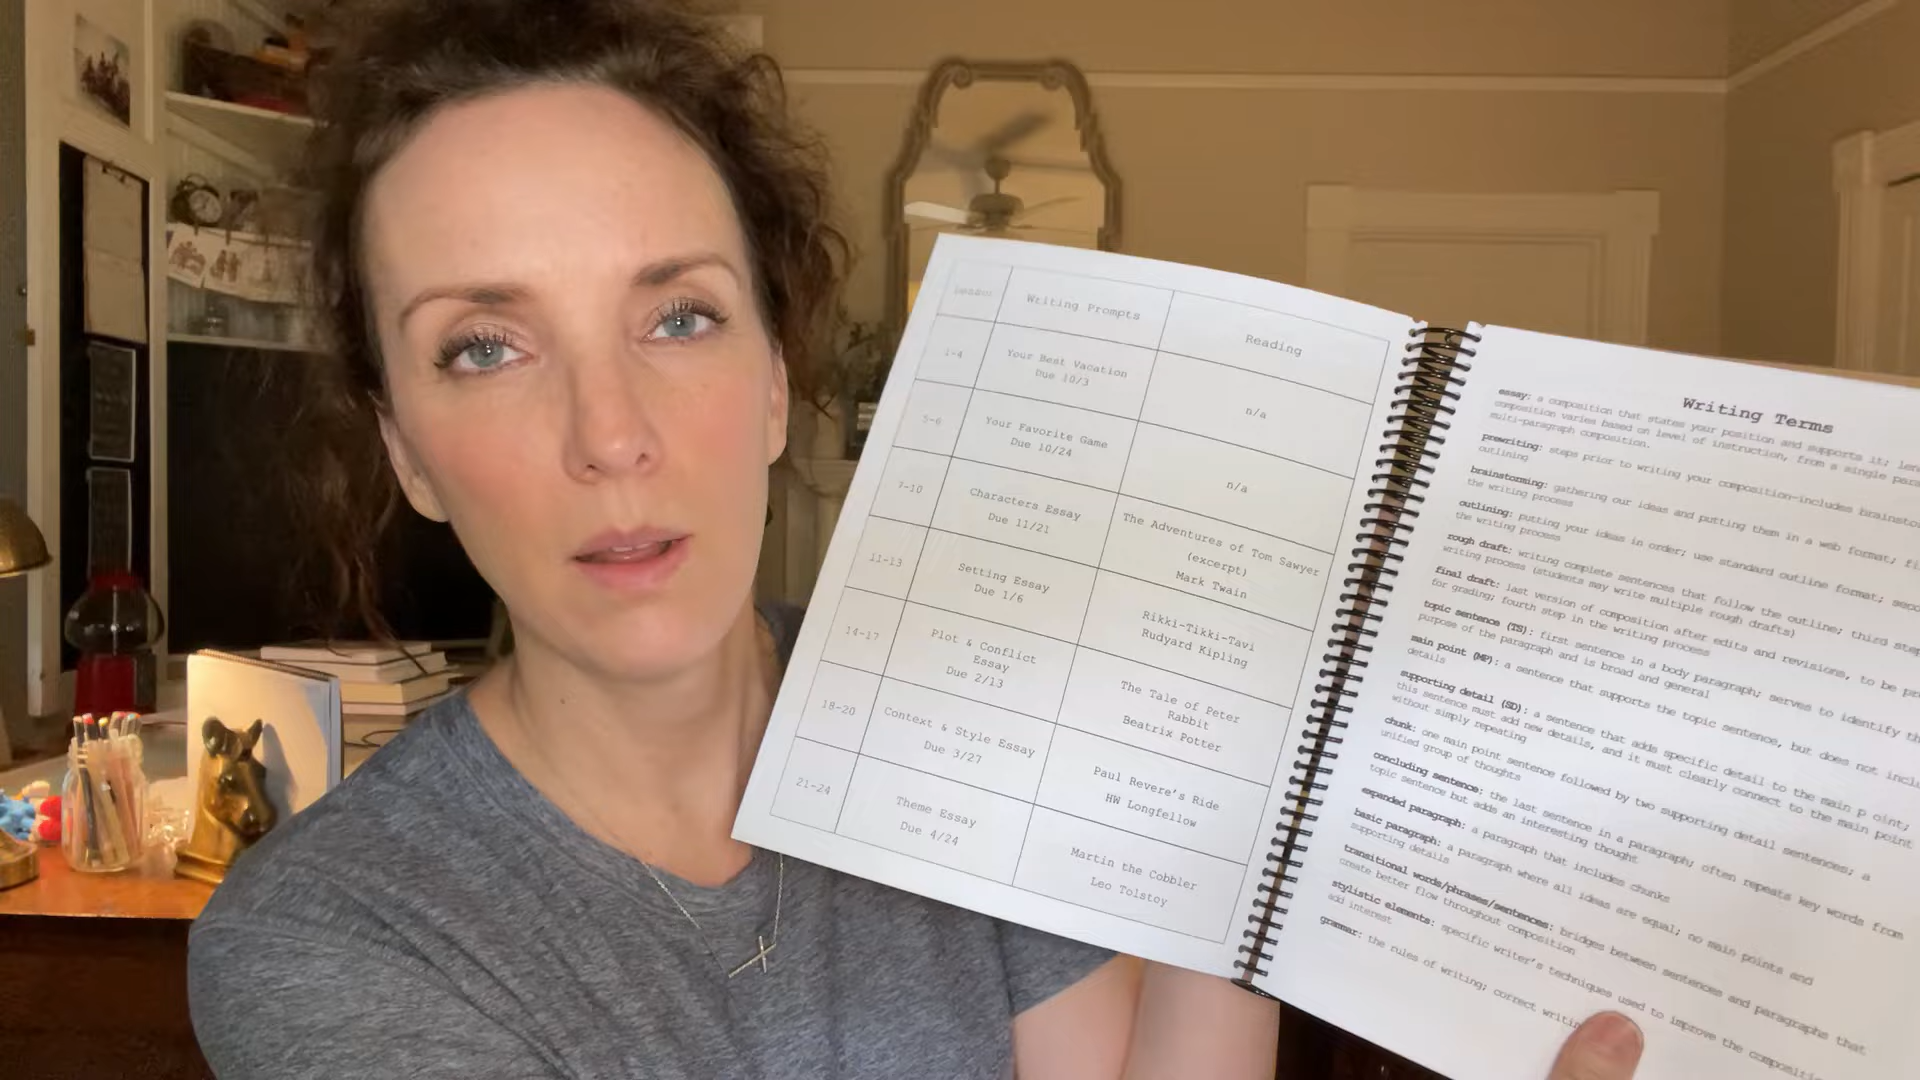 Lesson
Writing Prompts
Reading
1-4
Your Best Vacation
Due 10/3
n/a
5-6
Your Favorite Game
Due 10/24
n/a
7-10
Characters Essay
Due 11/21
The Adventures of Tom Sawyer
(excerpt)
Mark Twain
11-13
Setting Essay
Due 1/6
Rikki-Tikki-Tavi
Rudyard Kipling
14-17
Plot & Conflict
Essay
Due 2/13
The Tale of Peter
Rabbit
Beatrix Potter
18-20
Context & Style Essay
Due 3/27
Paul Revere's Ride
HW Longfellow
21-24
Theme Essay
Due 4/24
Martin the Cobbler
Leo Tolstoy
Writing Terms
essay: a composition that states your position and supports it;
composition varies based on level of instruction, from a single
multi-paragraph composition.
prewriting: steps prior to writing your composition-includes
outlining
brainstorming: gathering our ideas and putting them in a web format;
the writing process
outlining: putting your ideas in order; use standard outline format;
the writing process
rough draft: writing complete sentences that follow the outline; third step
writing process (students may write multiple rough drafts)
final draft: last version of composition after edits and revisions, to be
for grading; fourth step in the writing process
topic sentence (TS): first sentence in a body paragraph; serves to identify
purpose of the paragraph and is broad and general
main point (MP): a sentence that supports the topic sentence, but does not
details
supporting detail (SD): a sentence that adds specific detail to the main p oint;
this sentence must add new details, and it must clearly connect to the main point
without simply repeating
chunk: one main point sentence followed by two supporting detail sentences; a
unified group of thoughts
concluding sentence: the last sentence in a paragraph; often repeats key words from
topic sentence but adds an interesting thought
expanded paragraph: a paragraph that includes chunks
basic paragraph: a paragraph where all ideas are equal; no main points and
supporting details
transitional words/phrases/sentences: bridges between sentences and paragraphs that
create better flow throughout composition
stylistic elements: specific writer's techniques used to improve the
add interest
grammar: the rules of writing; correct